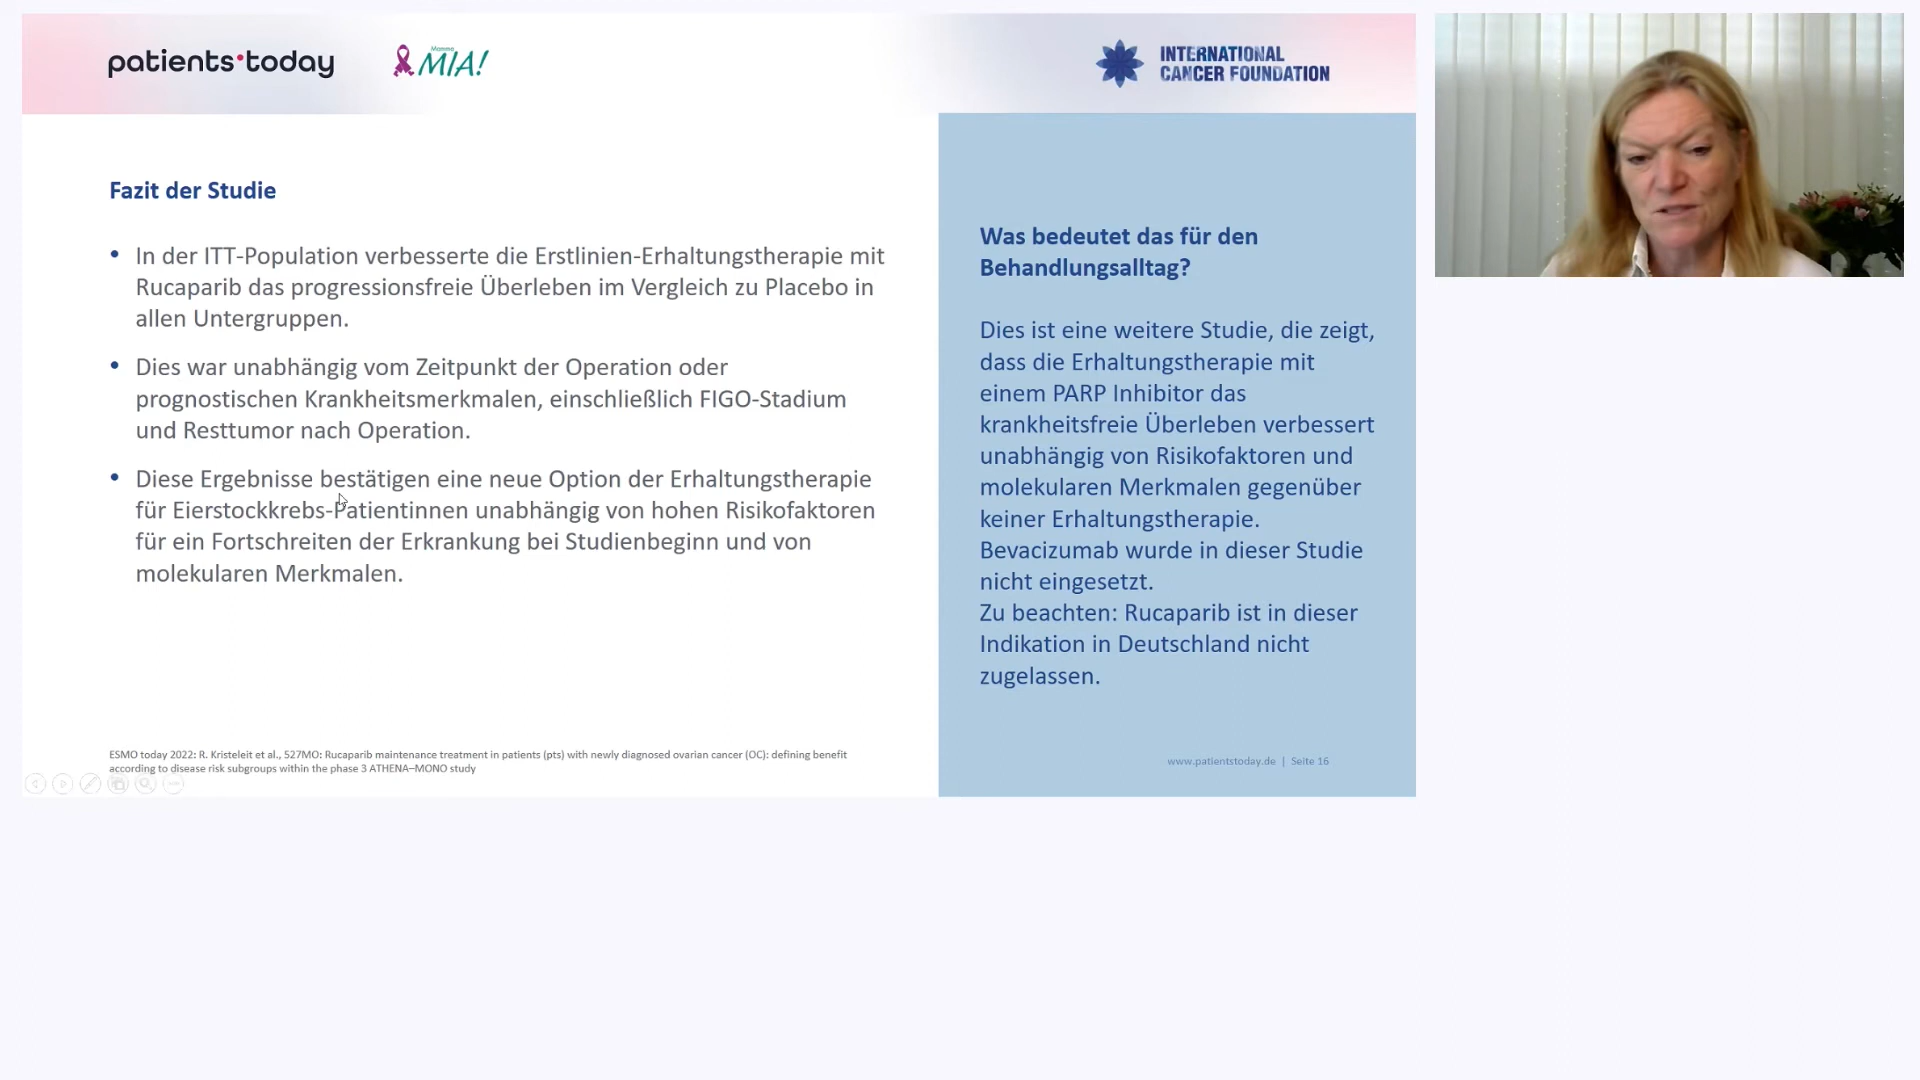 patients·today
Mamma
MIA!
INTERNATIONAL
CANCER FOUNDATION
Fazit der Studie
• In der ITT-Population verbesserte die Erstlinien-Erhaltungstherapie mit
Rucaparib das progressionsfreie Überleben im Vergleich zu Placebo in
allen Untergruppen.
• Dies war unabhängig vom Zeitpunkt der Operation oder
prognostischen Krankheitsmerkmalen, einschließlich FIGO-Stadium
und Resttumor nach Operation.
• Diese Ergebnisse bestätigen eine neue Option der Erhaltungstherapie
für Eierstockkrebs-Patientinnen unabhängig von hohen Risikofaktoren
für ein Fortschreiten der Erkrankung bei Studienbeginn und von
molekularen Merkmalen.
ESMO today 2022: R. Kristeleit et al., 527MO: Rucaparib maintenance treatment in patients (pts) with newly diagnosed ovarian cancer (OC): defining benefit
according to disease risk subgroups within the phase 3 ATHENA–MONO study
Was bedeutet das für den
Behandlungsalltag?
Dies ist eine weitere Studie, die zeigt,
dass die Erhaltungstherapie mit
einem PARP Inhibitor das
krankheitsfreie Überleben verbessert
unabhängig von Risikofaktoren und
molekularen Merkmalen gegenüber
keiner Erhaltungstherapie.
Bevacizumab wurde in dieser Studie
nicht eingesetzt.
Zu beachten: Rucaparib ist in dieser
Indikation in Deutschland nicht
zugelassen.
www.patientstoday.de | Seite 16